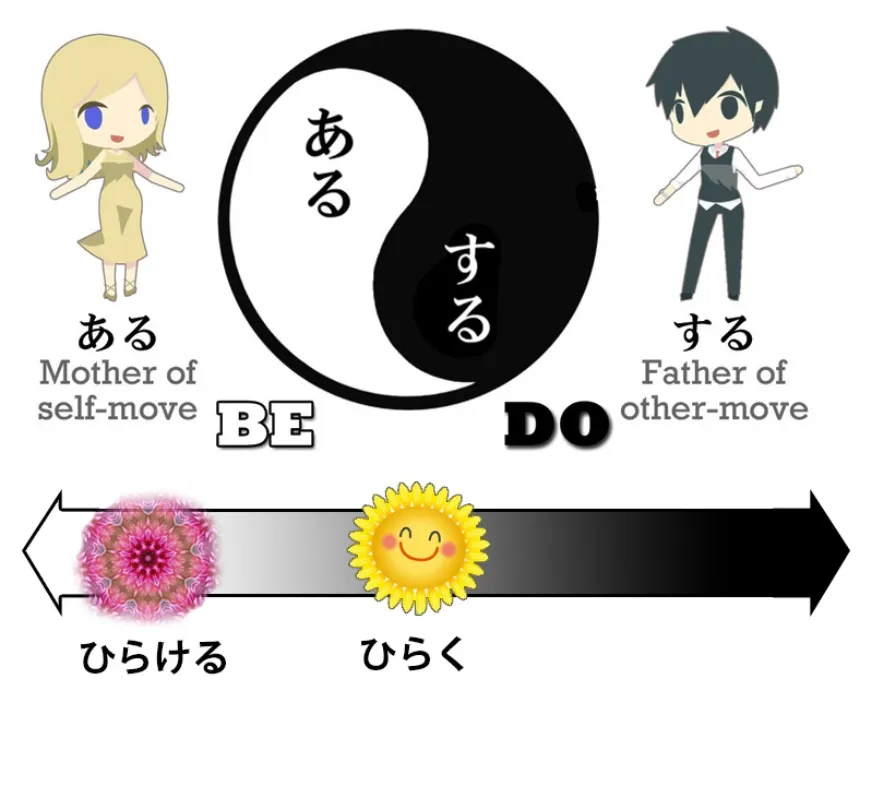 ある
する
ある
Mother of
self-move
BE
DO
する
Father of
other-move
ひらける
ひらく